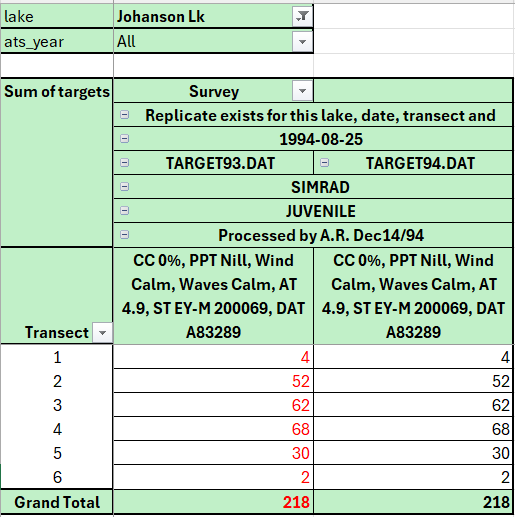 lake Johanson Lk
ats_year All
Sum of targets Survey
Replicate exists for this lake, date, transect and
1994-08-25
TARGET93.DAT TARGET94.DAT
SIMRAD
JUVENILE
Processed by A.R. Dec14/94
CC 0%, PPT Nill, Wind CC 0%, PPT Nill, Wind
Calm, Waves Calm, AT Calm, Waves Calm, AT
4.9, ST EY-M 200069, DAT 4.9, ST EY-M 200069, DAT
Transect A83289 A83289
1 4 4
2 52 52
3 62 62
4 68 68
5 30 30
6 2 2
Grand Total 218 218